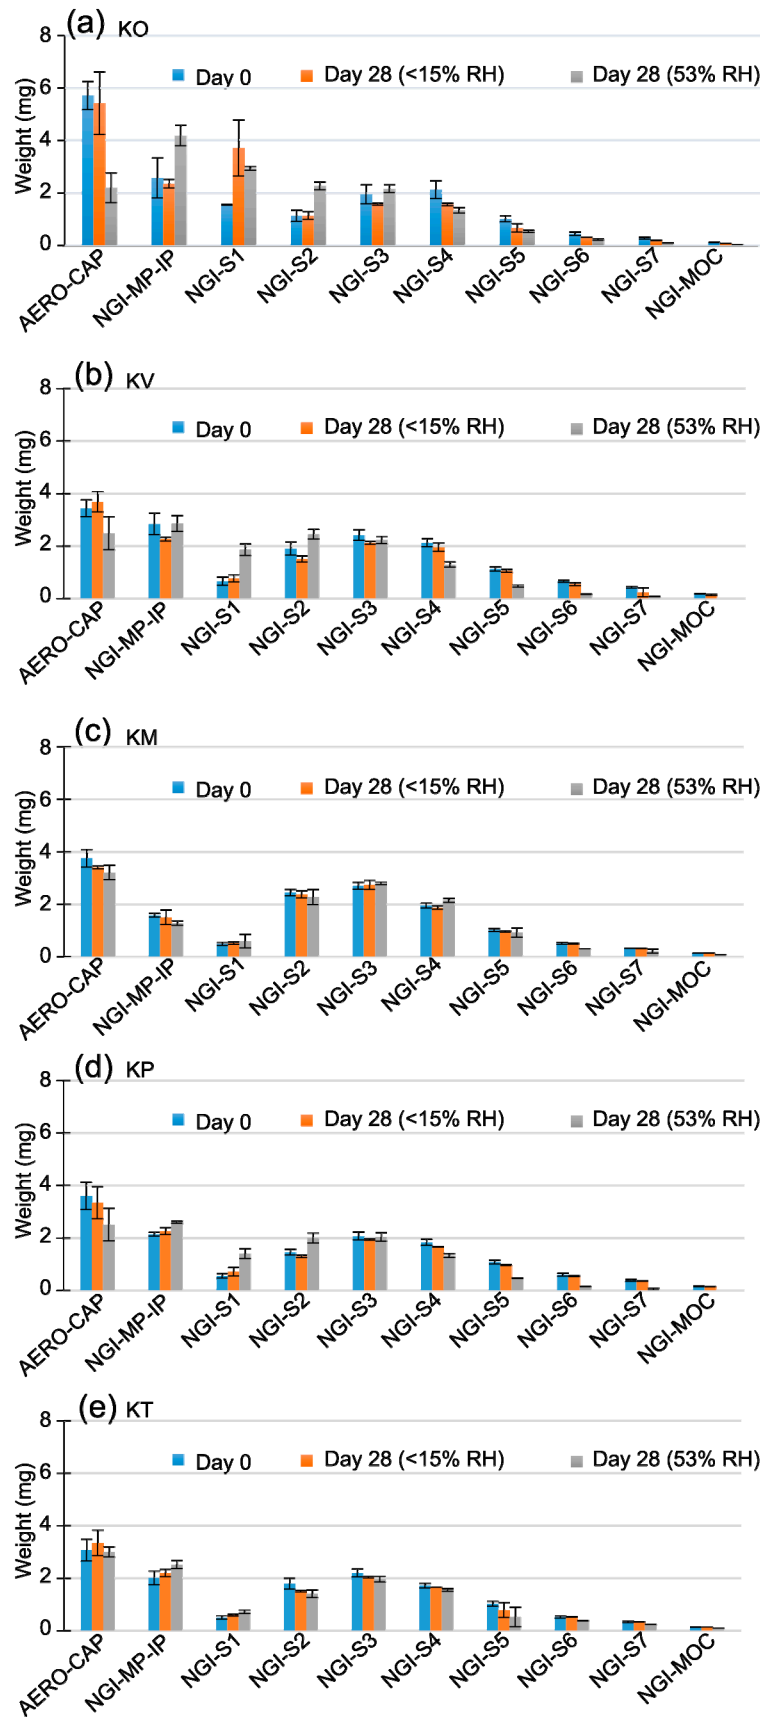 (a) KO
Weight (mg)
8
6
4
2
0
Day 0
Day 28 (<15% RH)
Day 28 (53% RH)
AERO-CAP
NGI-MP-IP
NGI-S1
NGI-S2
NGI-S3
NGI-S4
NGI-S5
NGI-S6
NGI-S7
NGI-MOC
(b) KV
Weight (mg)
8
6
4
2
0
Day 0
Day 28 (<15% RH)
Day 28 (53% RH)
AERO-CAP
NGI-MP-IP
NGI-S1
NGI-S2
NGI-S3
NGI-S4
NGI-S5
NGI-S6
NGI-S7
NGI-MOC
(c) KM
Weight (mg)
8
6
4
2
0
Day 0
Day 28 (<15% RH)
Day 28 (53% RH)
AERO-CAP
NGI-MP-IP
NGI-S1
NGI-S2
NGI-S3
NGI-S4
NGI-S5
NGI-S6
NGI-S7
NGI-MOC
(d) KP
Weight (mg)
8
6
4
2
0
Day 0
Day 28 (<15% RH)
Day 28 (53% RH)
AERO-CAP
NGI-MP-IP
NGI-S1
NGI-S2
NGI-S3
NGI-S4
NGI-S5
NGI-S6
NGI-S7
NGI-MOC
(e) KT
Weight (mg)
8
6
4
2
0
Day 0
Day 28 (<15% RH)
Day 28 (53% RH)
AERO-CAP
NGI-MP-IP
NGI-S1
NGI-S2
NGI-S3
NGI-S4
NGI-S5
NGI-S6
NGI-S7
NGI-MOC